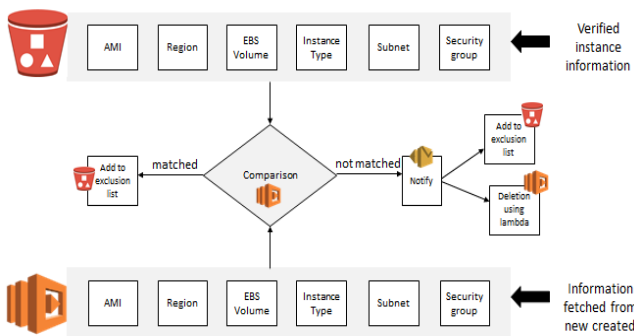 AMI
Region
EBS
Volume
Instance
Type
Subnet
Security
group
Verified
instance
information
Add to
exclusion
list
matched
Comparison
not matched
Notify
Add to
exclusion
list
Deletion
using
lambda
AMI
Region
EBS
Volume
Instance
Type
Subnet
Security
group
Information
fetched from
new created